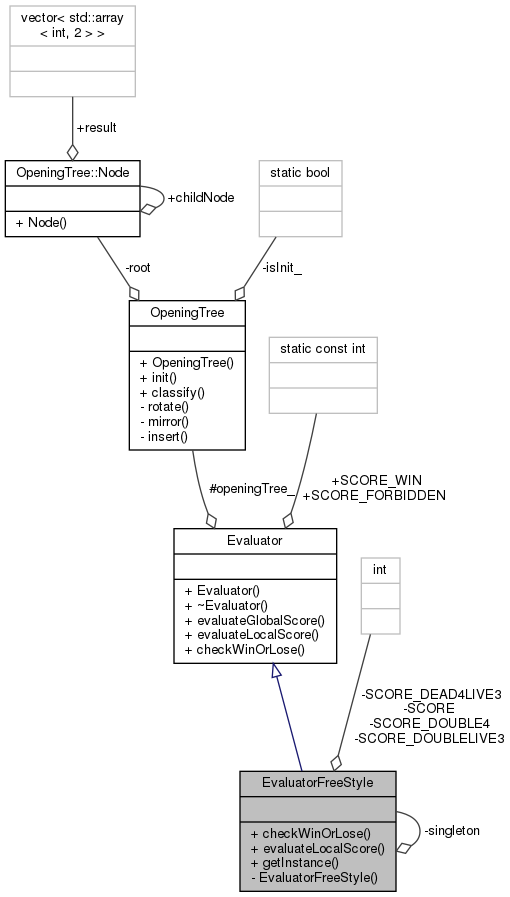 vector< std::array
< int, 2 > >
+result
OpeningTree::Node
+ Node()
+childNode
static bool
-root
-isInit_
OpeningTree
+ OpeningTree()
+ init()
+ classify()
- rotate()
- mirror()
- insert()
static const int
#openingTree_
+SCORE_WIN
+SCORE_FORBIDDEN
Evaluator
+ Evaluator()
+ ~Evaluator()
+ evaluateGlobalScore()
+ evaluateLocalScore()
+ checkWinOrLose()
int
-SCORE_DEAD4LIVE3
-SCORE
-SCORE_DOUBLE4
-SCORE_DOUBLELIVE3
EvaluatorFreeStyle
+ checkWinOrLose()
+ evaluateLocalScore()
+ getInstance()
- EvaluatorFreeStyle()
-singleton